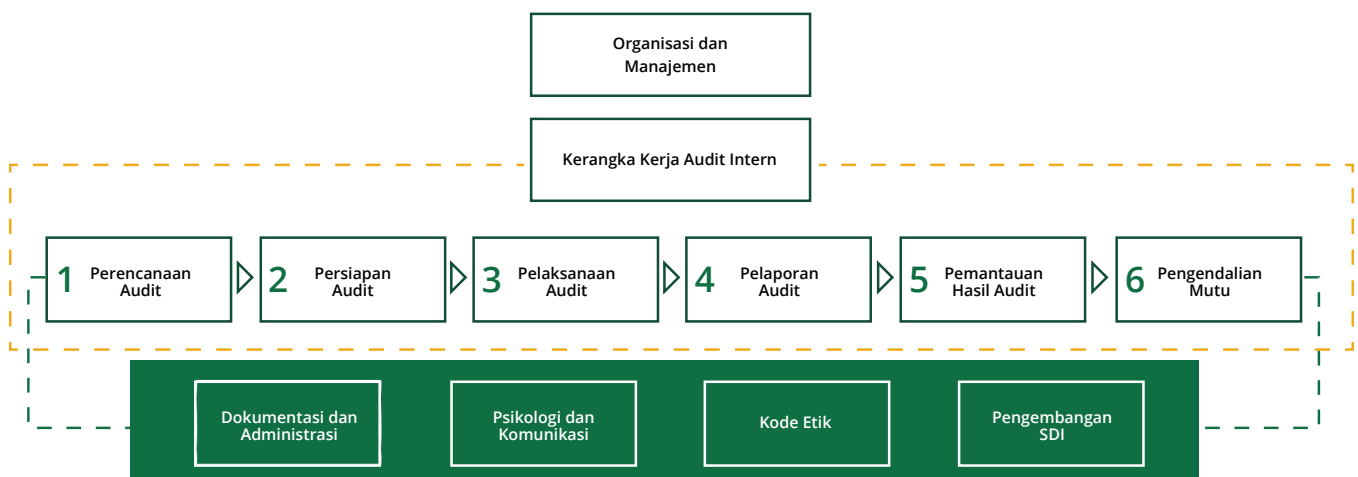 Organisasi dan
Manajemen
Kerangka Kerja Audit Intern
1
Perencanaan
Audit
2
Persiapan
Audit
3
Pelaksanaan
Audit
4
Pelaporan
Audit
5
Pemantauan
Hasil Audit
6
Pengendalian
Mutu
Dokumentasi dan
Administrasi
Psikologi dan
Komunikasi
Kode Etik
Pengembangan
SDI